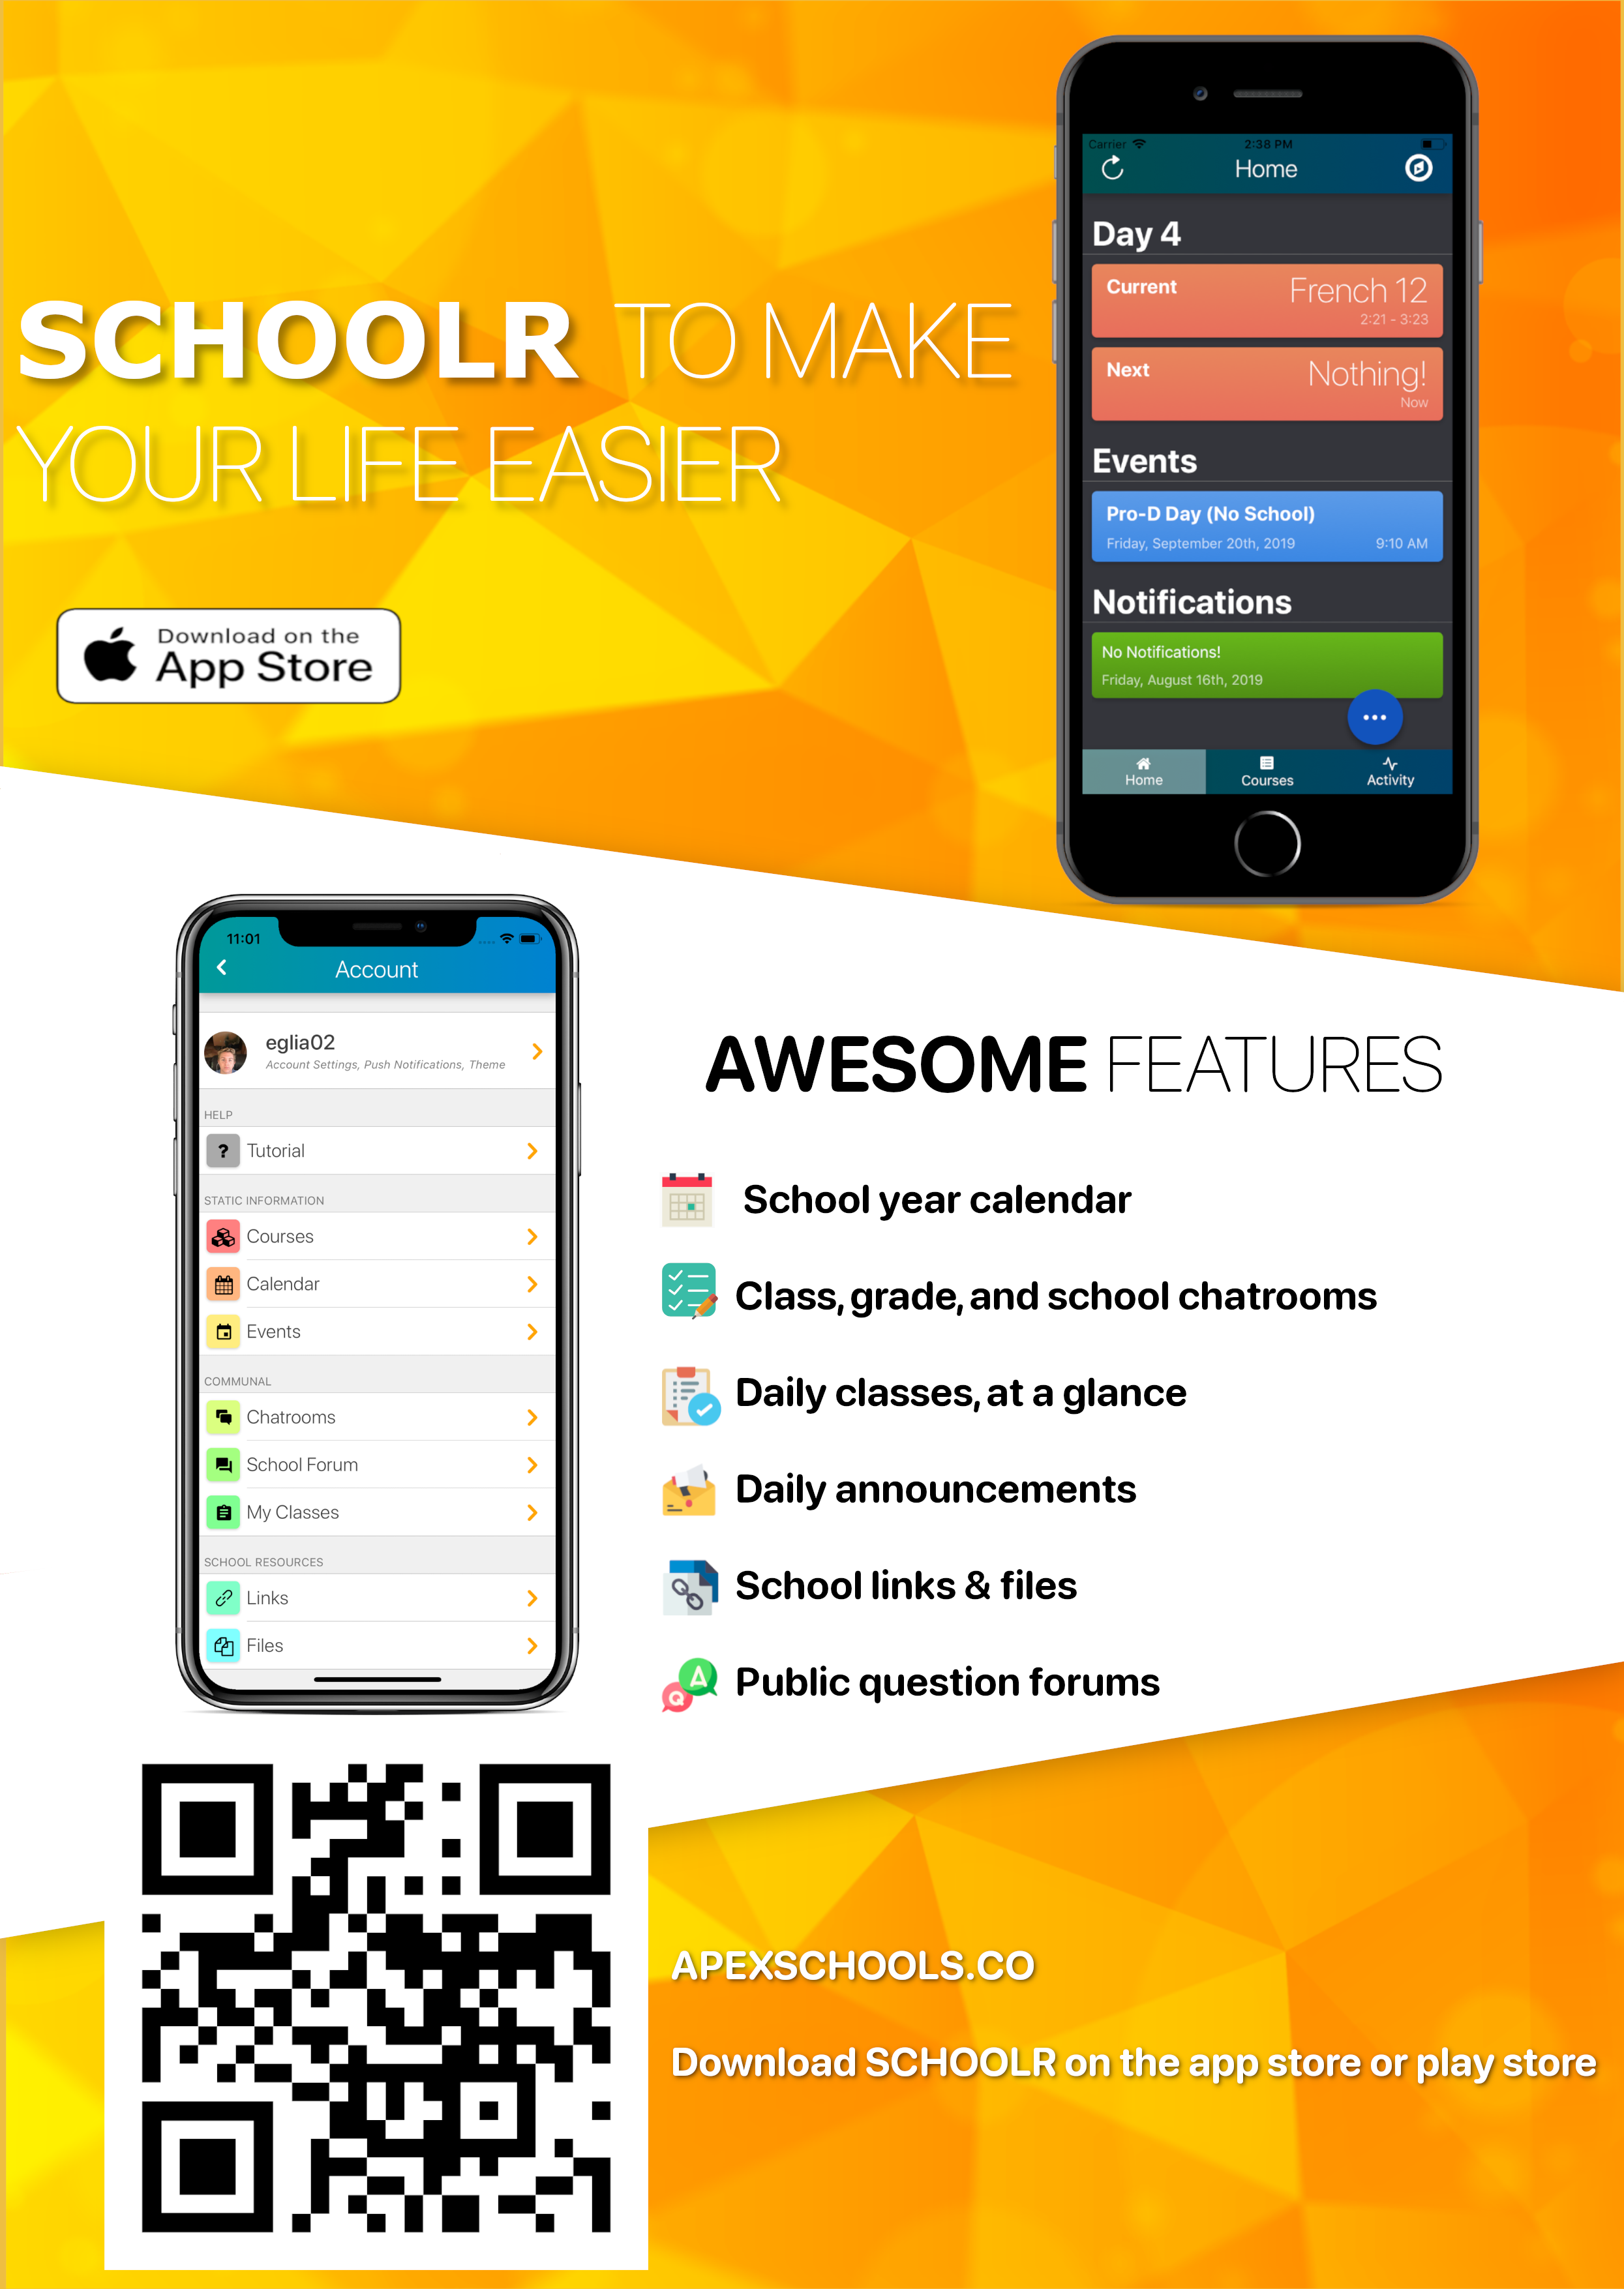 SCHOOLR TO MAKE
YOUR LIFE EASIER
Download on the
App Store
Carrier 2:38 PM
Home
Day 4
Current French 12
2:21 - 3:23
Next Nothing!
Now
Events
Pro-D Day (No School)
Friday, September 20th, 2019 9:10 AM
Notifications
No Notifications!
Friday, August 16th, 2019
Home Courses Activity
11:01
Account
eglia02
Account Settings, Push Notifications, Theme
HELP
? Tutorial
STATIC INFORMATION
Courses
Calendar
Events
COMMUNAL
Chatrooms
School Forum
My Classes
SCHOOL RESOURCES
Links
Files
AWESOME FEATURES
School year calendar
Class, grade, and school chatrooms
Daily classes, at a glance
Daily announcements
School links & files
Q A Public question forums
APEXSCHOOLS.CO
Download SCHOOLR on the app store or play store